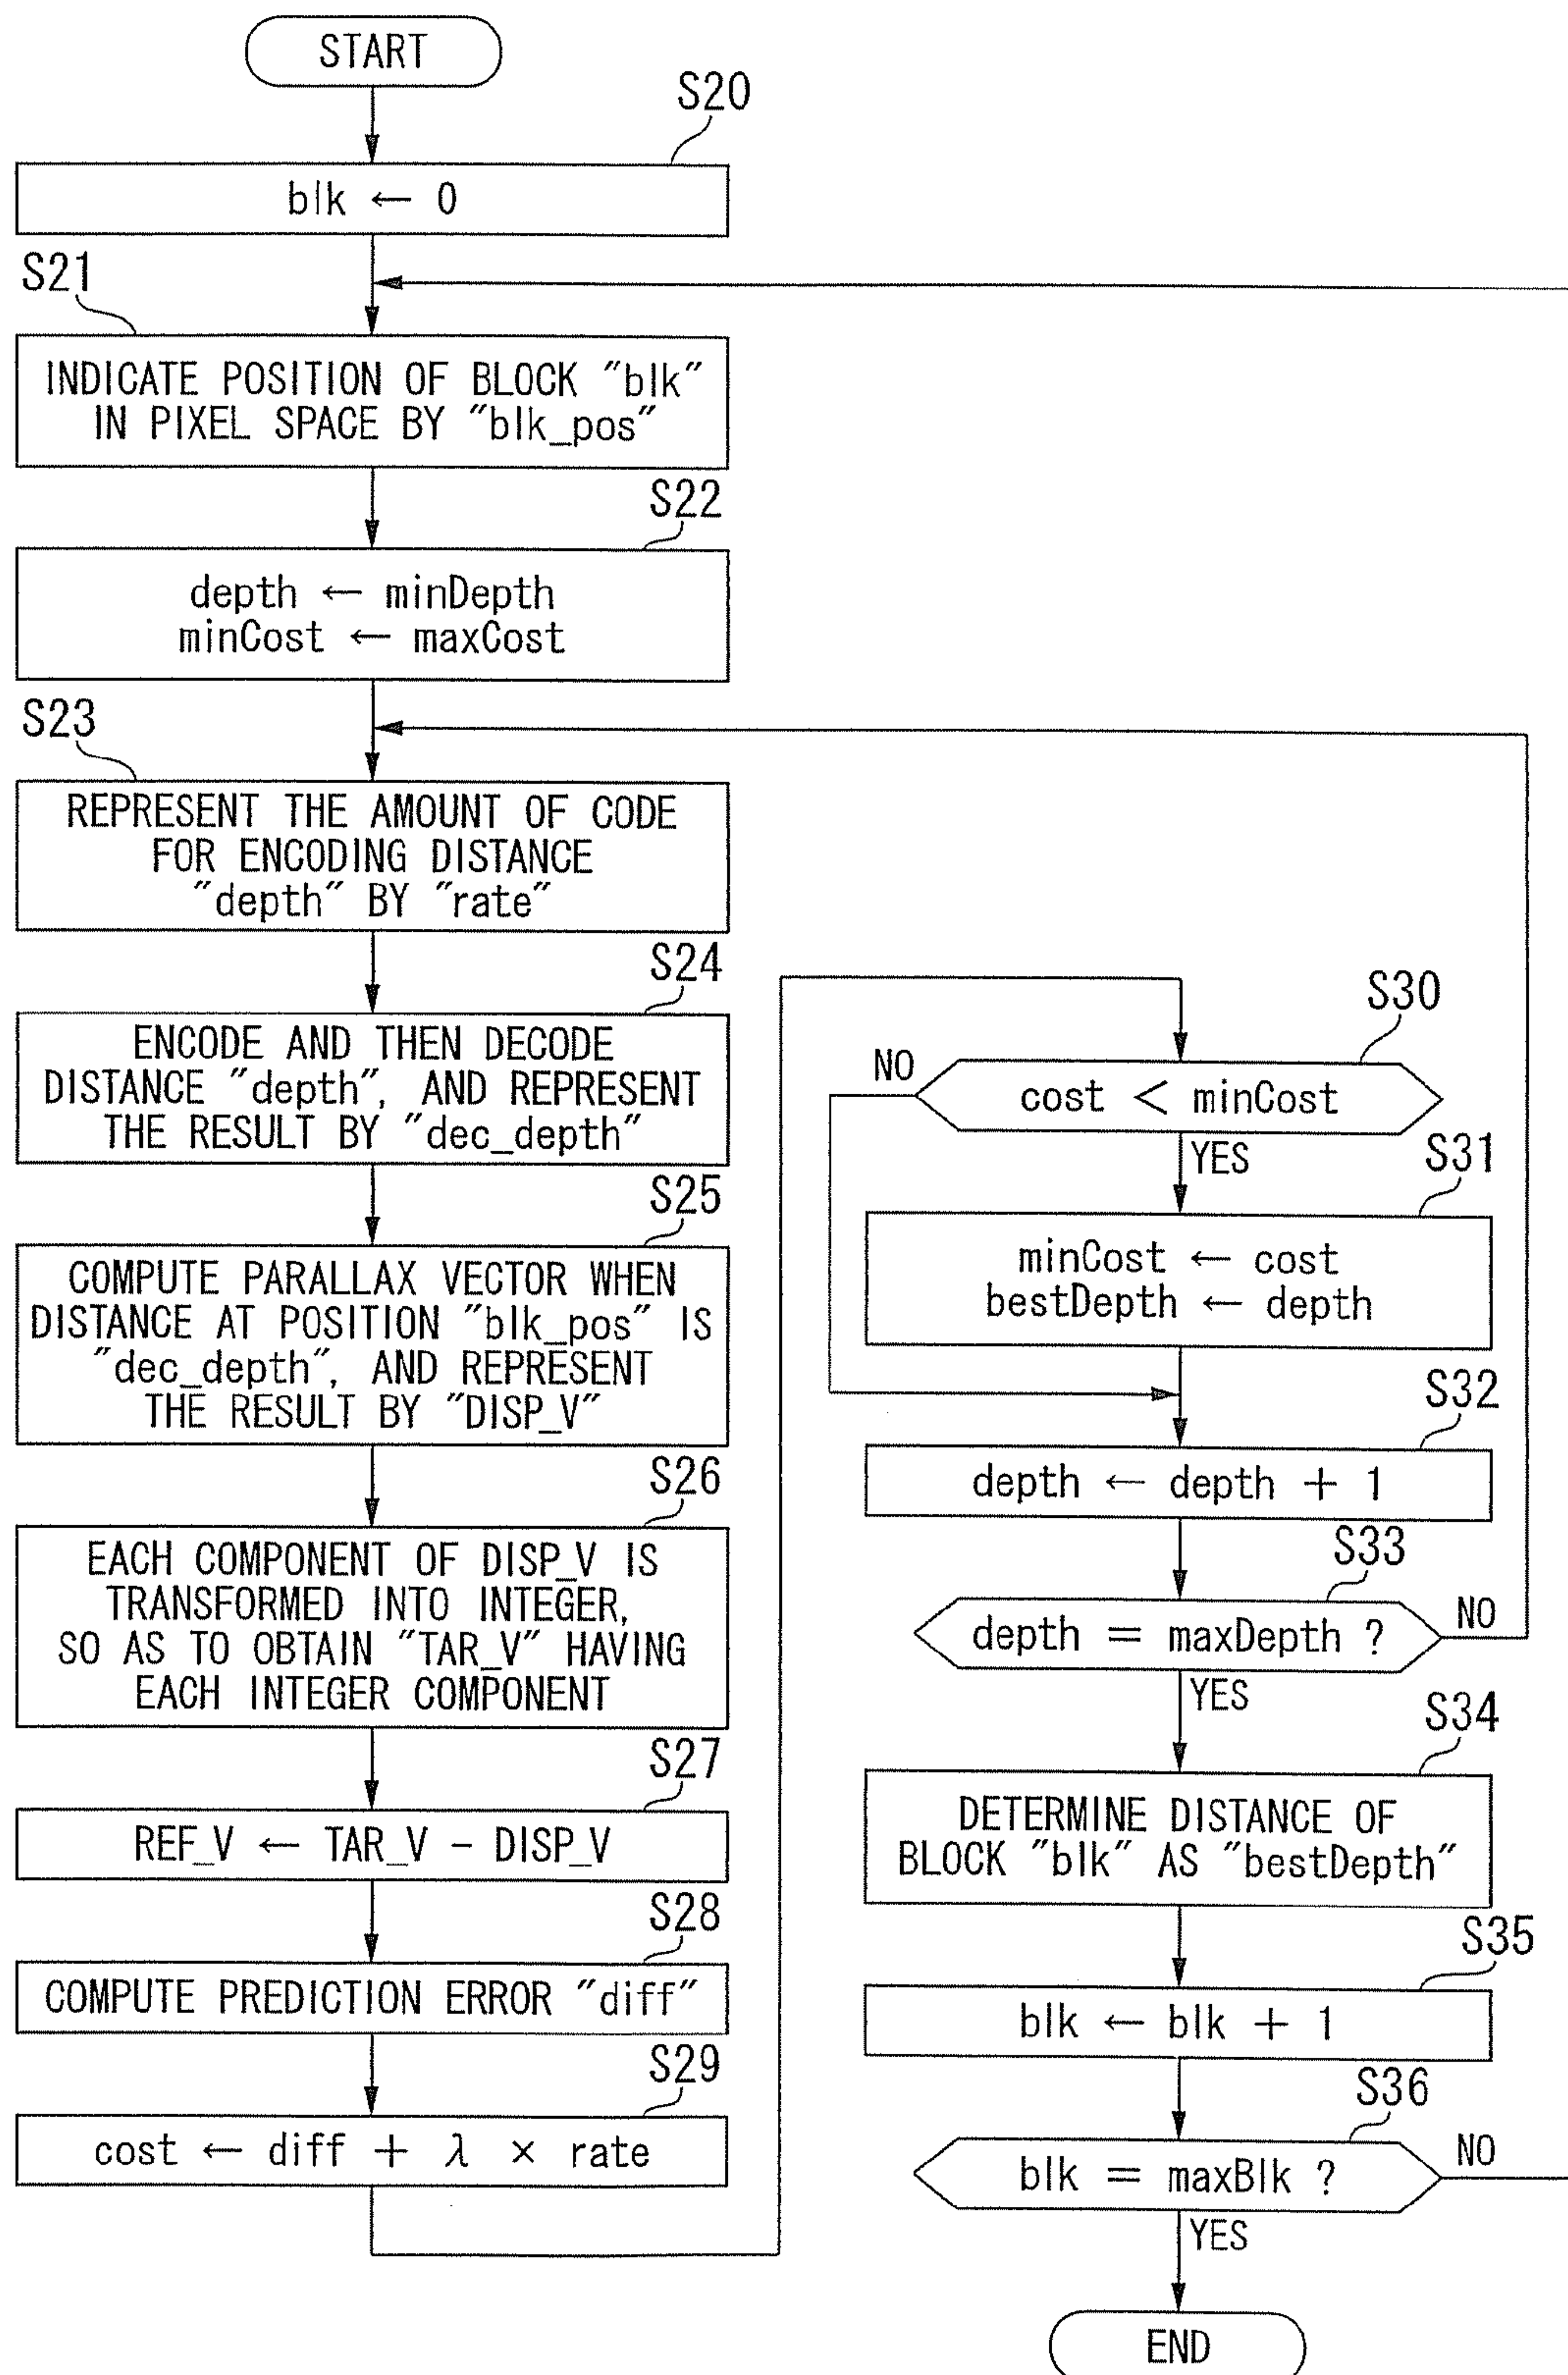 START
S20
blk ← 0
S21
INDICATE POSITION OF BLOCK "blk"
IN PIXEL SPACE BY "blk_pos"
S22
depth ← minDepth
minCost ← maxCost
S23
REPRESENT THE AMOUNT OF CODE
FOR ENCODING DISTANCE
"depth" BY "rate"
S24
ENCODE AND THEN DECODE
DISTANCE "depth", AND REPRESENT
THE RESULT BY "dec_depth"
S25
COMPUTE PARALLAX VECTOR WHEN
DISTANCE AT POSITION "blk_pos" IS
"dec_depth", AND REPRESENT
THE RESULT BY "DISP_V"
S26
EACH COMPONENT OF DISP_V IS
TRANSFORMED INTO INTEGER,
SO AS TO OBTAIN "TAR_V" HAVING
EACH INTEGER COMPONENT
S27
REF_V ← TAR_V - DISP_V
S28
COMPUTE PREDICTION ERROR "diff"
S29
cost ← diff + λ × rate
S30
NO
cost < minCost
YES
S31
minCost ← cost
bestDepth ← depth
S32
depth ← depth + 1
S33
depth = maxDepth ?
NO
YES
S34
DETERMINE DISTANCE OF
BLOCK "blk" AS "bestDepth"
S35
blk ← blk + 1
S36
blk = maxBlk ?
NO
YES
END